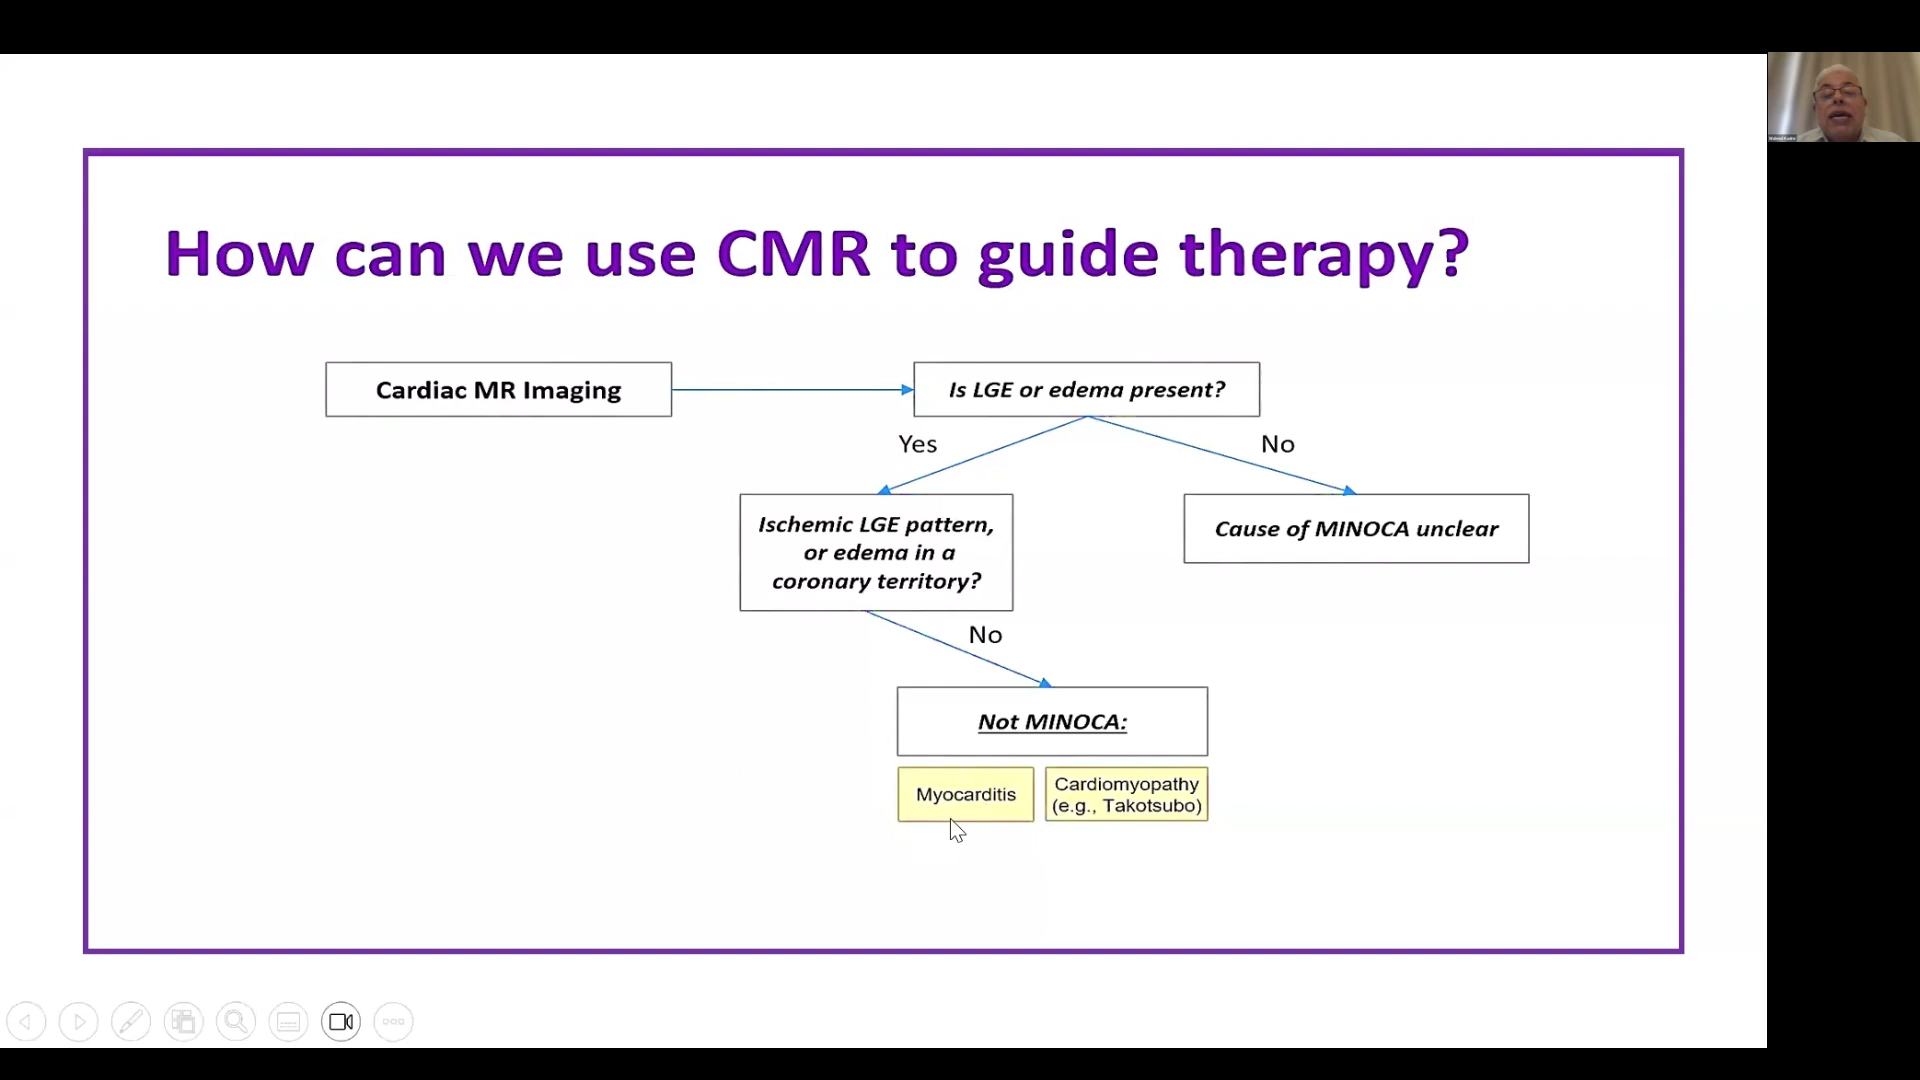 How can we use CMR to guide therapy?
Cardiac MR Imaging
Is LGE or edema present?
Yes
No
Ischemic LGE pattern,
or edema in a
coronary territory?
Cause of MINOCA unclear
No
Not MINOCA:
Myocarditis
Cardiomyopathy
(e.g., Takotsubo)